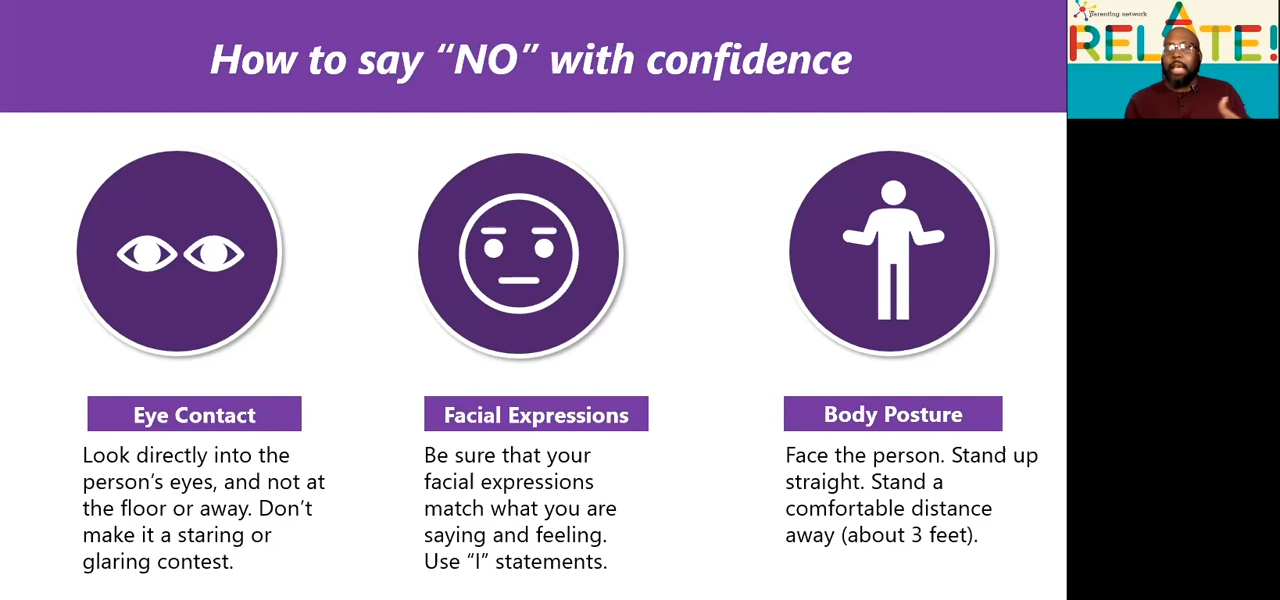 How to say “NO” with confidence
parenting network
RELATE!
Eye Contact
Look directly into the
person’s eyes, and not at
the floor or away. Don’t
make it a staring or
glaring contest.
Facial Expressions
Be sure that your
facial expressions
match what you are
saying and feeling.
Use “I” statements.
Body Posture
Face the person. Stand up
straight. Stand a
comfortable distance
away (about 3 feet).